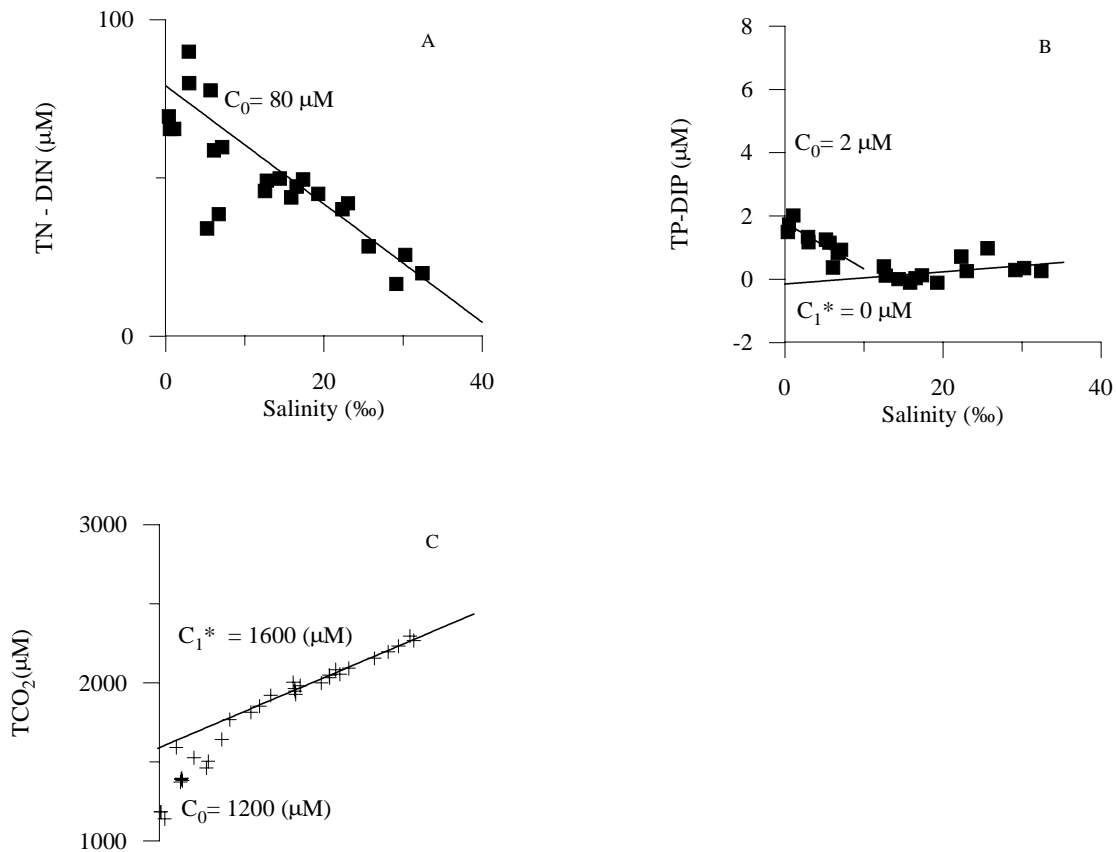 A
100
TN - DIN (µM)
C₀= 80 µM
0
0 20 40
Salinity (‰)
B
8
6
4
2
0
-2
TP-DIP (µM)
C₀= 2 µM
C₁* = 0 µM
0 20 40
Salinity (‰)
C
3000
2000
1000
TCO₂(µM)
C₁* = 1600 (µM)
C₀= 1200 (µM)